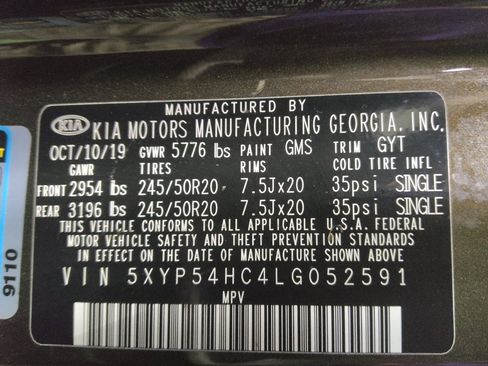 MANUFACTURED BY
KIA KIA MOTORS MANUFACTURING GEORGIA, INC.
OCT/10/19 GVWR 5776 lbs PAINT GMS TRIM GYT
GAWR TIRES RIMS COLD TIRE INFL
FRONT 2954 lbs 245/50R20 7.5Jx20 35psi SINGLE
REAR 3196 lbs 245/50R20 7.5Jx20 35psi SINGLE
THIS VEHICLE CONFORMS TO ALL APPLICABLE U.S.A. FEDERAL
MOTOR VEHICLE SAFETY AND BUMPER STANDARDS IN EFFECT ON
THE DATE OF MANUFACTURE SHOWN ABOVE
VIN 5XYP54HC4LG052591
MPV
9110